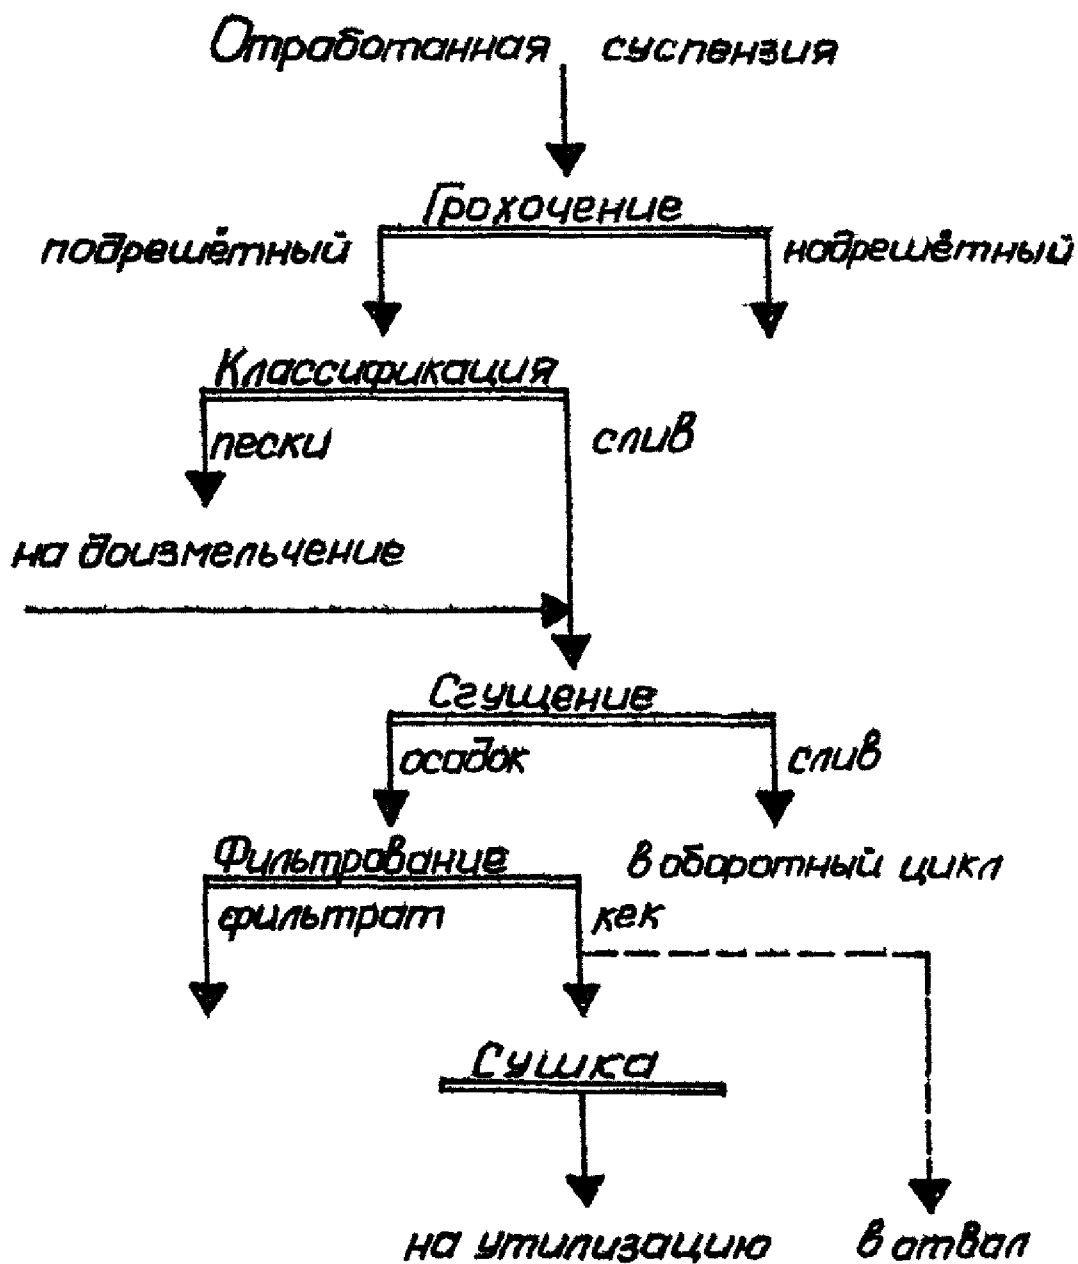 Отработанная суспензия
Грохочение
подрешётный
надрешётный
Классификация
пески
слив
на доизмельчение
Сгущение
осадок
слив
Фильтрование
в оборотный цикл
фильтрат
кек
Сушка
на утилизацию
в отвал